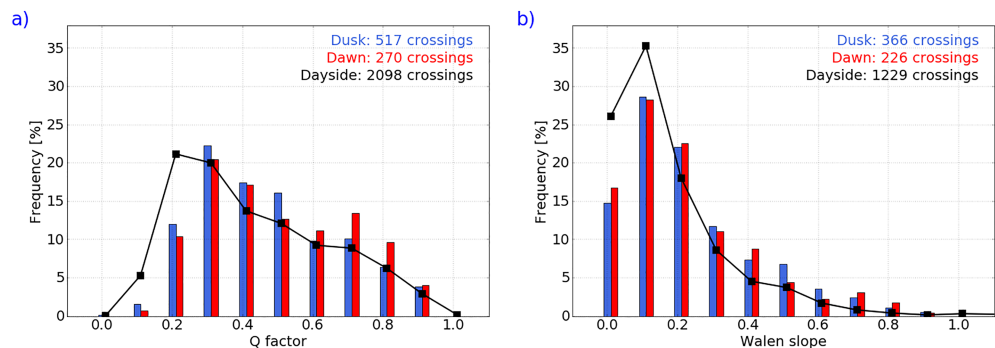 a)
Dusk: 517 crossings
Dawn: 270 crossings
Dayside: 2098 crossings
Frequency [%]
35
30
25
20
15
10
5
0
0.0 0.2 0.4 0.6 0.8 1.0
Q factor
b)
Dusk: 366 crossings
Dawn: 226 crossings
Dayside: 1229 crossings
Frequency [%]
35
30
25
20
15
10
5
0
0.0 0.2 0.4 0.6 0.8 1.0
Walen slope